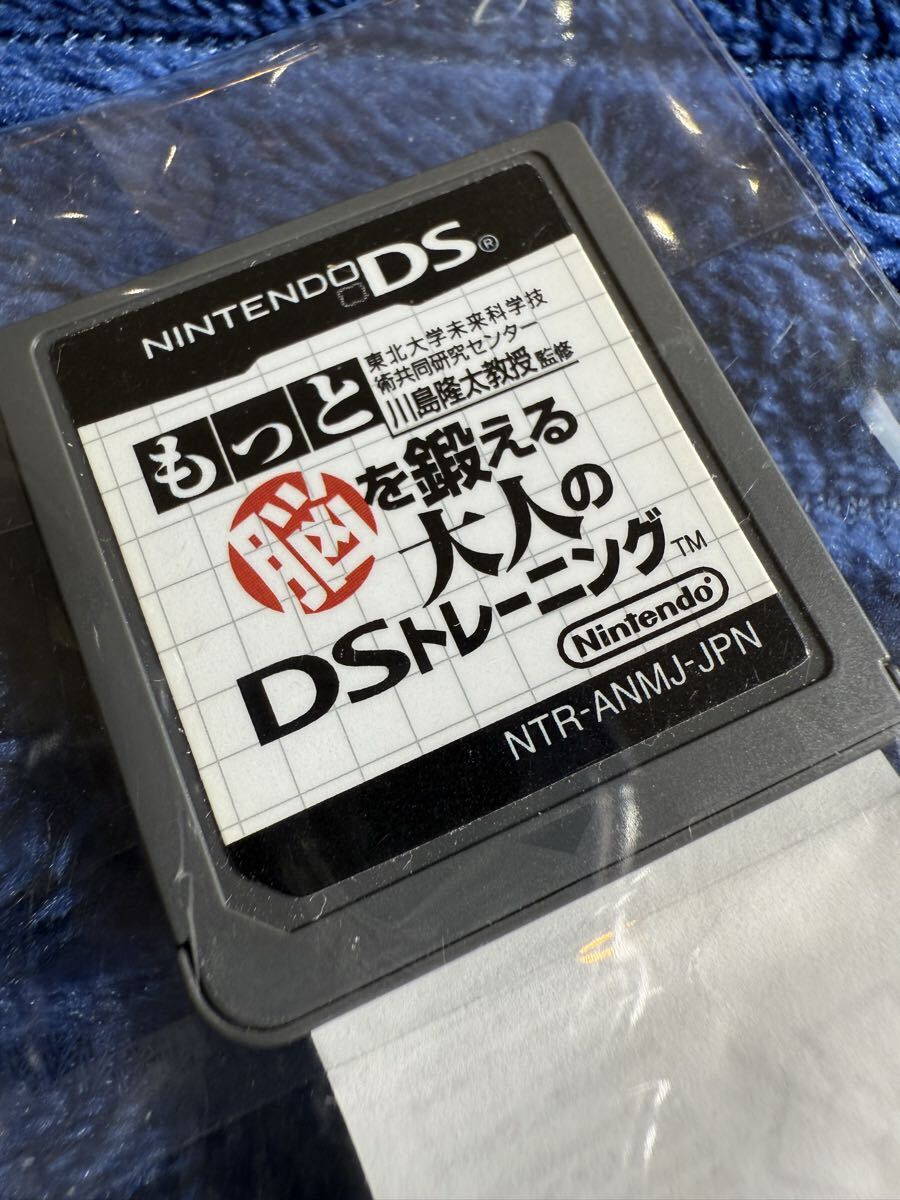 NINTENDO DS®
もっと
東北大学未来科学技
術共同研究センター
川島隆太教授監修
脳を鍛える
大人の
DSトレーニング™
Nintendo®
NTR-ANMJ-JPN